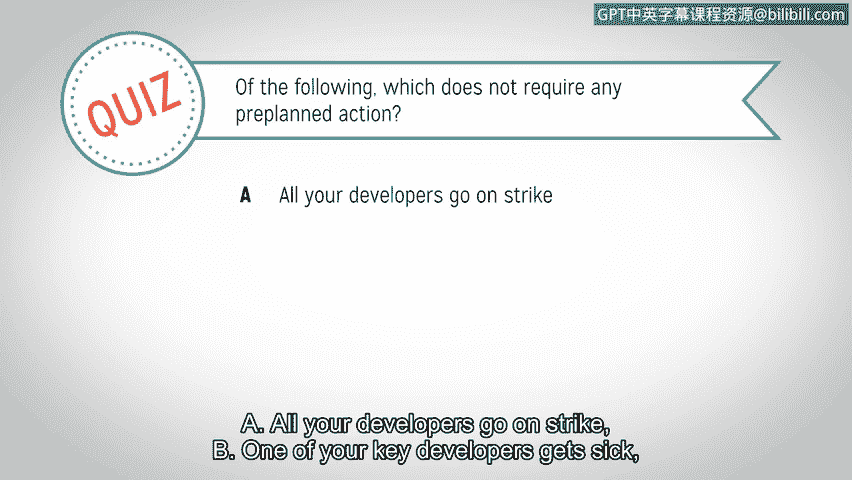 GPT中英字幕课程资源@bilibili.com
QUIZ
Of the following, which does not require any
preplanned action?
A All your developers go on strike
A. All your developers go on strike,
B. One of your key developers gets sick,